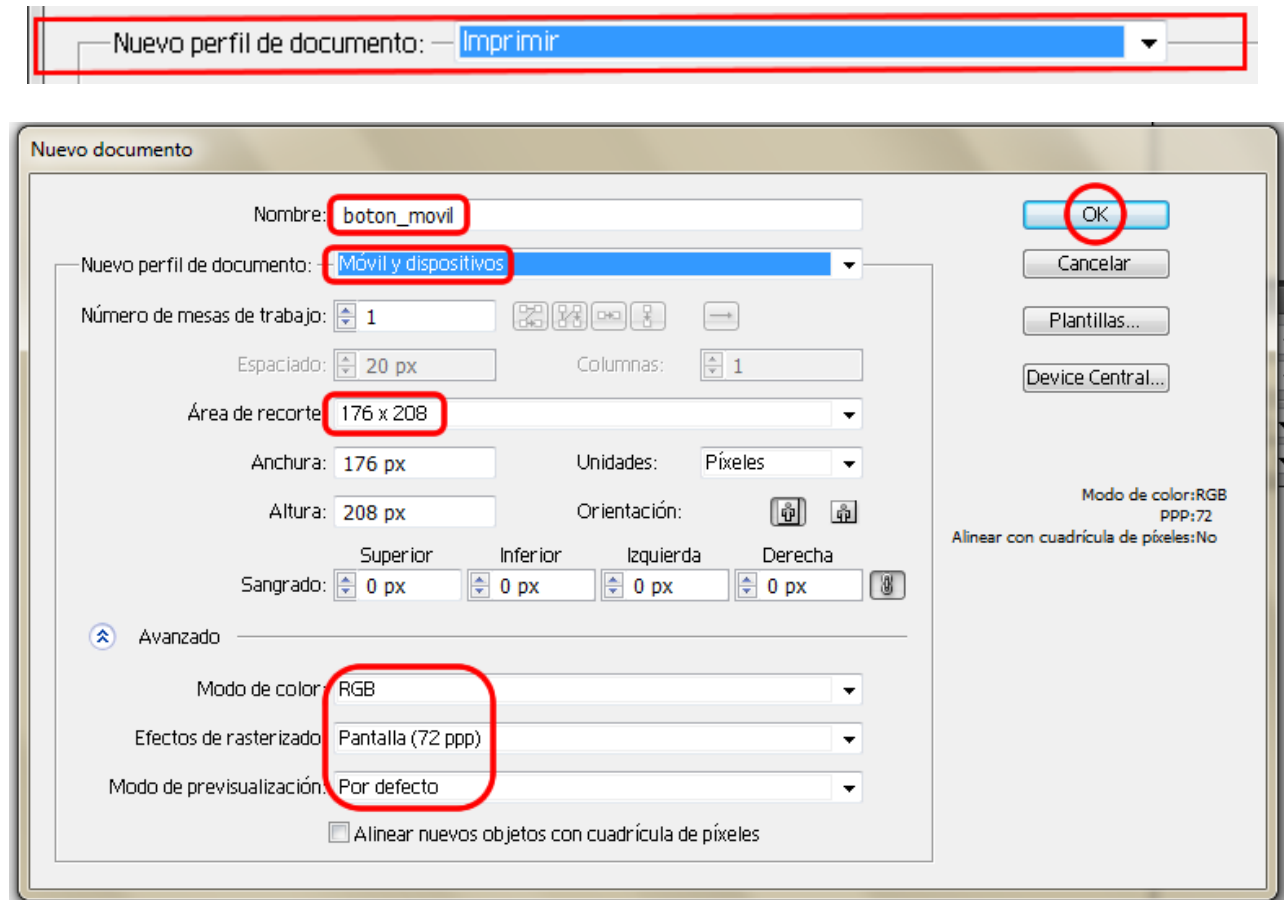 Nuevo perfil de documento: Imprimir
Nuevo documento
Nombre: boton_movil
OK
Nuevo perfil de documento: Móvil y dispositivos
Cancelar
Número de mesas de trabajo: 1
Plantillas...
Espaciado: 20 px Columnas: 1
Device Central...
Área de recorte 176 x 208
Anchura: 176 px Unidades: Píxeles
Altura: 208 px Orientación:
Modo de color:RGB
PPP:72
Alinear con cuadrícula de píxeles:No
Superior Inferior Izquierda Derecha
Sangrado: 0 px 0 px 0 px 0 px
Avanzado
Modo de color: RGB
Efectos de rasterizado Pantalla (72 ppp)
Modo de previsualización: Por defecto
Alinear nuevos objetos con cuadrícula de píxeles